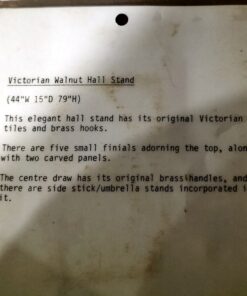 Victorian Walnut Hall Stand
(44"W 15"D 79"H)
This elegant hall stand has its original Victorian
tiles and brass hooks.
There are five small finials adorning the top, alon
with two carved panels.
The centre draw has its original brass handles, and
there are side stick/umbrella stands incorporated i
it.